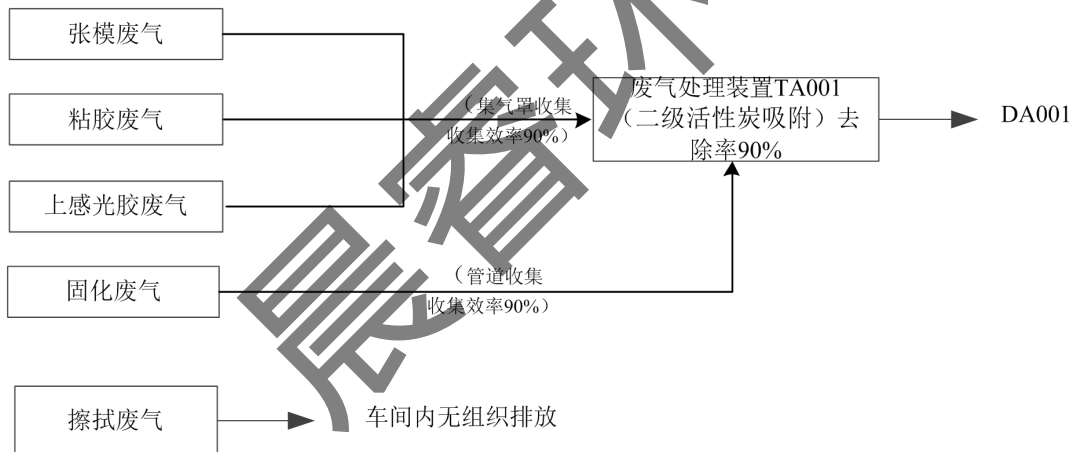 张模废气
粘胶废气
上感光胶废气
固化废气
擦拭废气
（集气罩收集
收集效率90%）
（管道收集
收集效率90%）
废气处理装置TA001
（二级活性炭吸附）去
除率90%
DA001
车间内无组织排放
晨睿环